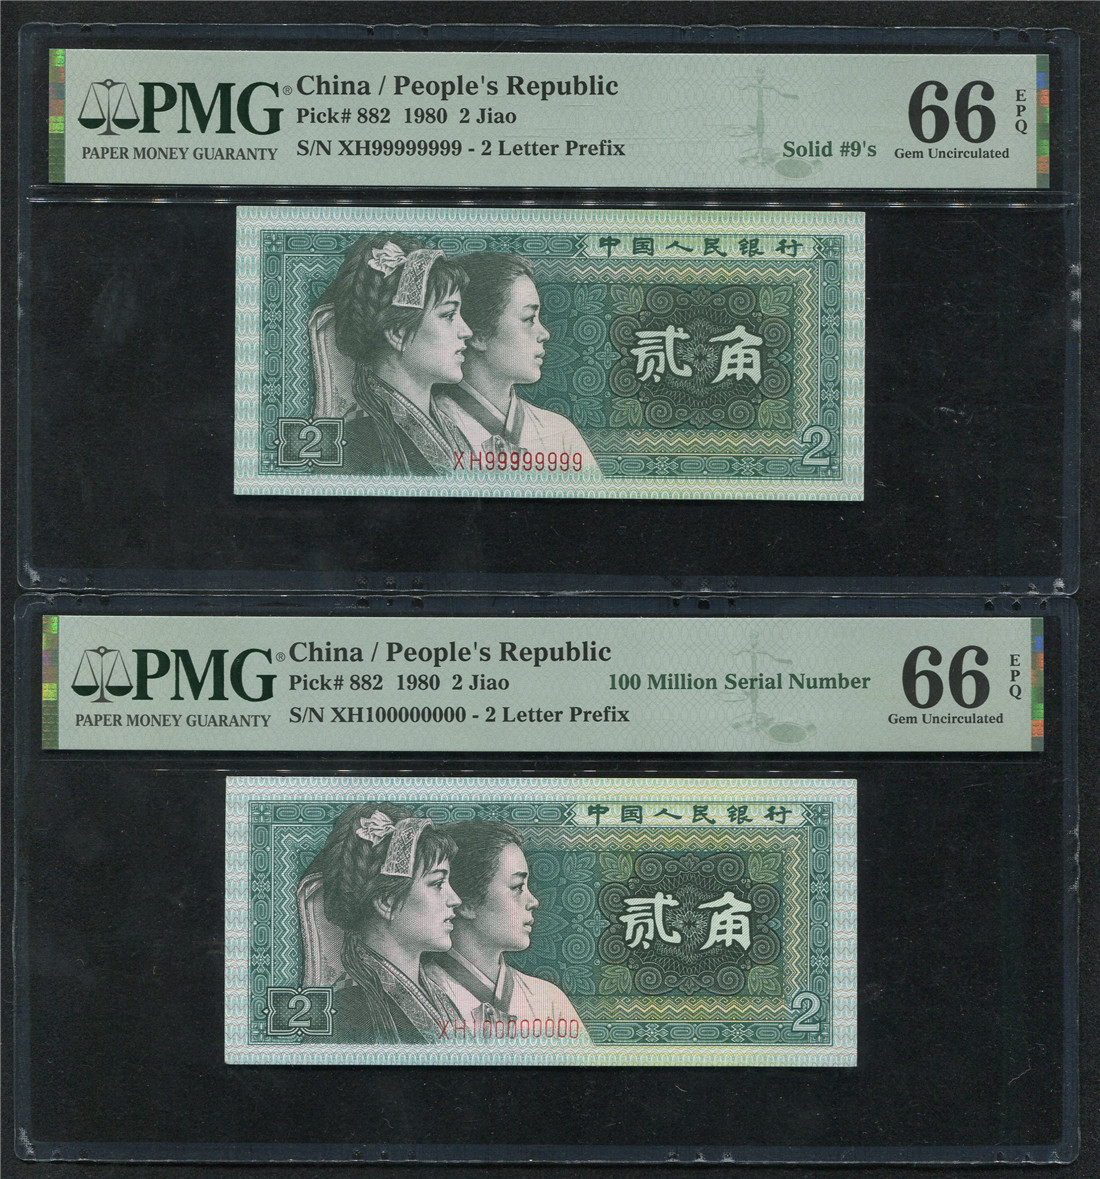 PMG®
PAPER MONEY GUARANTY
China / People's Republic
Pick# 882 1980 2 Jiao
S/N XH99999999 - 2 Letter Prefix
Solid #9's
66
EPQ
Gem Uncirculated
中国人民银行
贰角
2
2
XH99999999
PMG®
PAPER MONEY GUARANTY
China / People's Republic
Pick# 882 1980 2 Jiao
S/N XH100000000 - 2 Letter Prefix
100 Million Serial Number
66
EPQ
Gem Uncirculated
中国人民银行
贰角
2
2
XH100000000